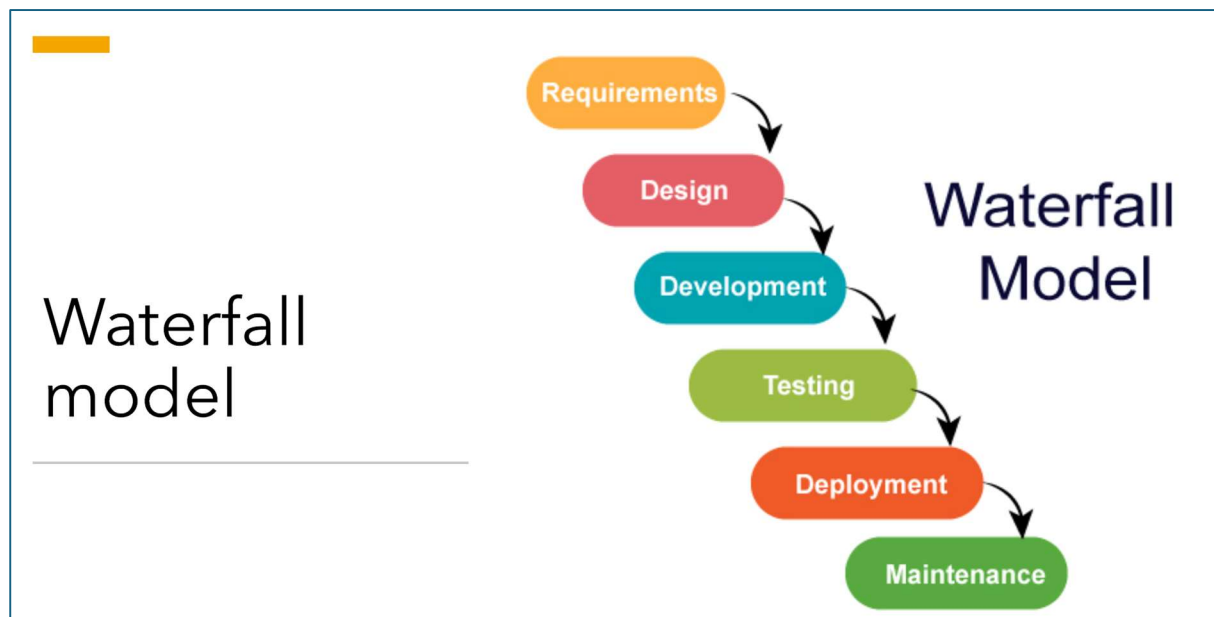 Waterfall
model
Requirements
Design
Development
Testing
Deployment
Maintenance
Waterfall
Model